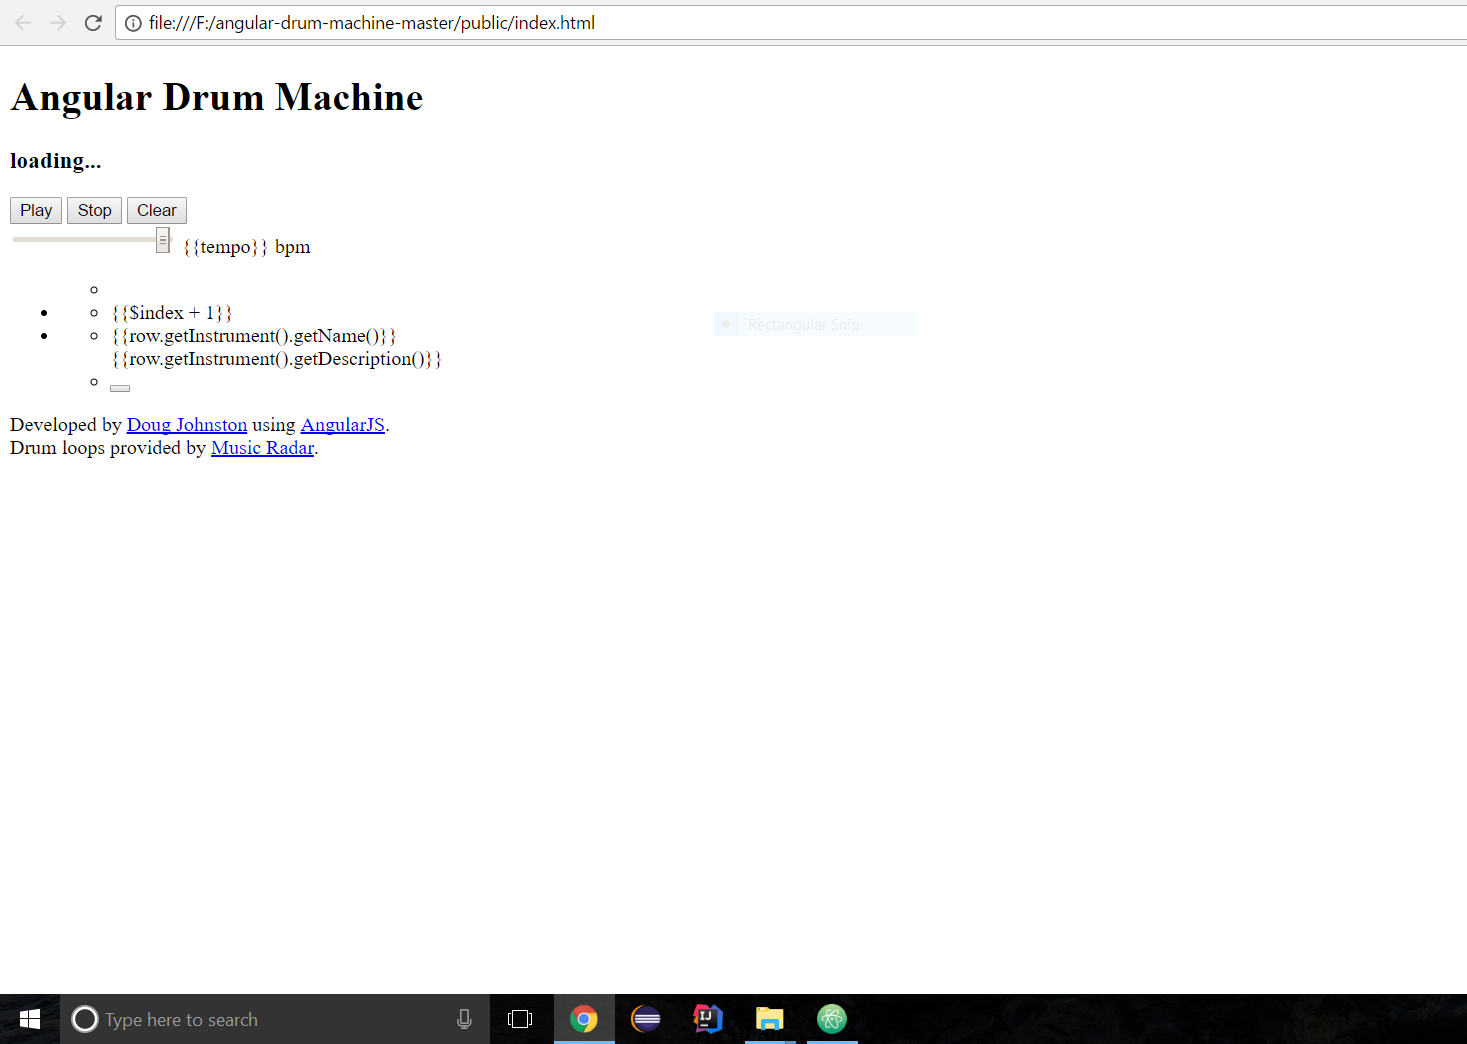 file:///F:/angular-drum-machine-master/public/index.html
Angular Drum Machine
loading...
Play Stop Clear
{{tempo}} bpm
{{$index + 1}}
{{row.getInstrument().getName()}}
{{row.getInstrument().getDescription()}}
Rectangular Snip
Developed by Doug Johnston using AngularJS.
Drum loops provided by Music Radar.
Type here to search
IJ